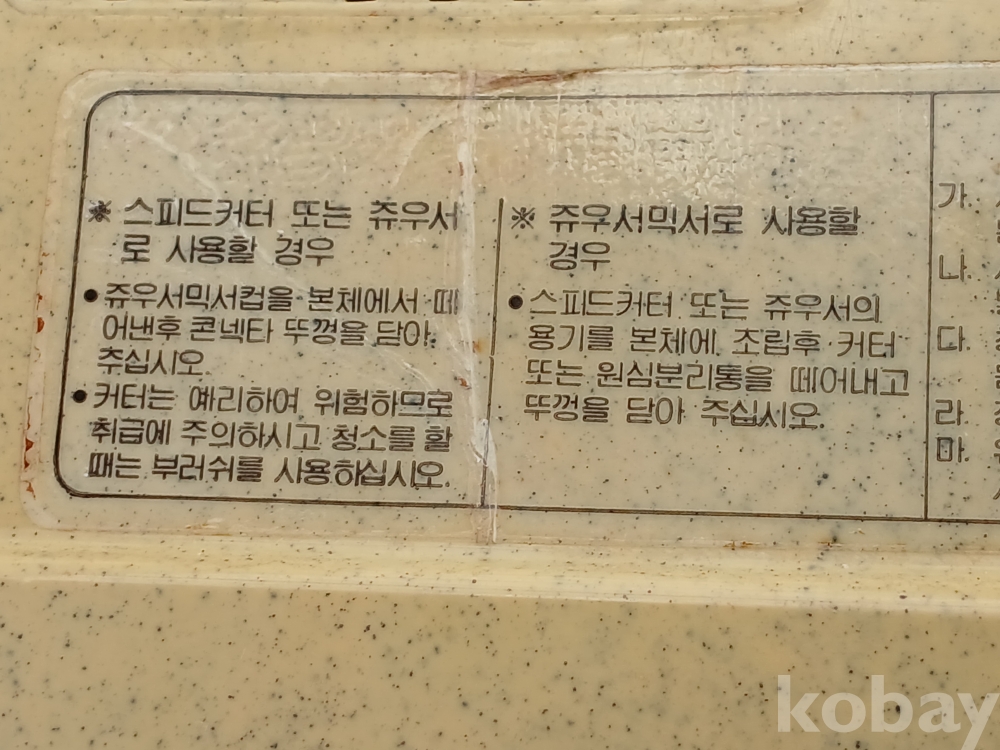 ※ 스피드커터 또는 쥬우서
로 사용할 경우
•쥬우서믹서컵을 본체에서 떼
어낸후 콘넥타 뚜껑을 닫아
주십시오.
•커터는 예리하여 위험하므로
취급에 주의하시고 청소를 할
때는 부러쉬를 사용하십시오.
※ 쥬우서믹서로 사용할
경우
•스피드커터 또는 쥬우서의
용기를 본체에 조립후 커터
또는 원심분리통을 떼어내고
뚜껑을 닫아 주십시오.
가.
나.
다.
라.
마.
kobay